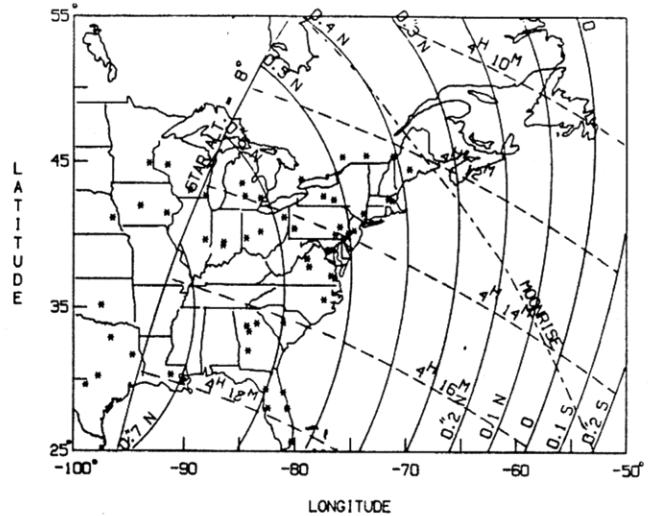 55
45
35
25
LATITUDE
-100°
-90
-80
-70
-60
-50°
LONGITUDE
0.4 N
0.3 N
0
0.3 N
4H 10M
STAR ALT.
8°
MOONRISE
4H 14M
4H 16M
4H 18M
0."7 N
0."2 N
0.1 N
0
0.1 S
0."2 S